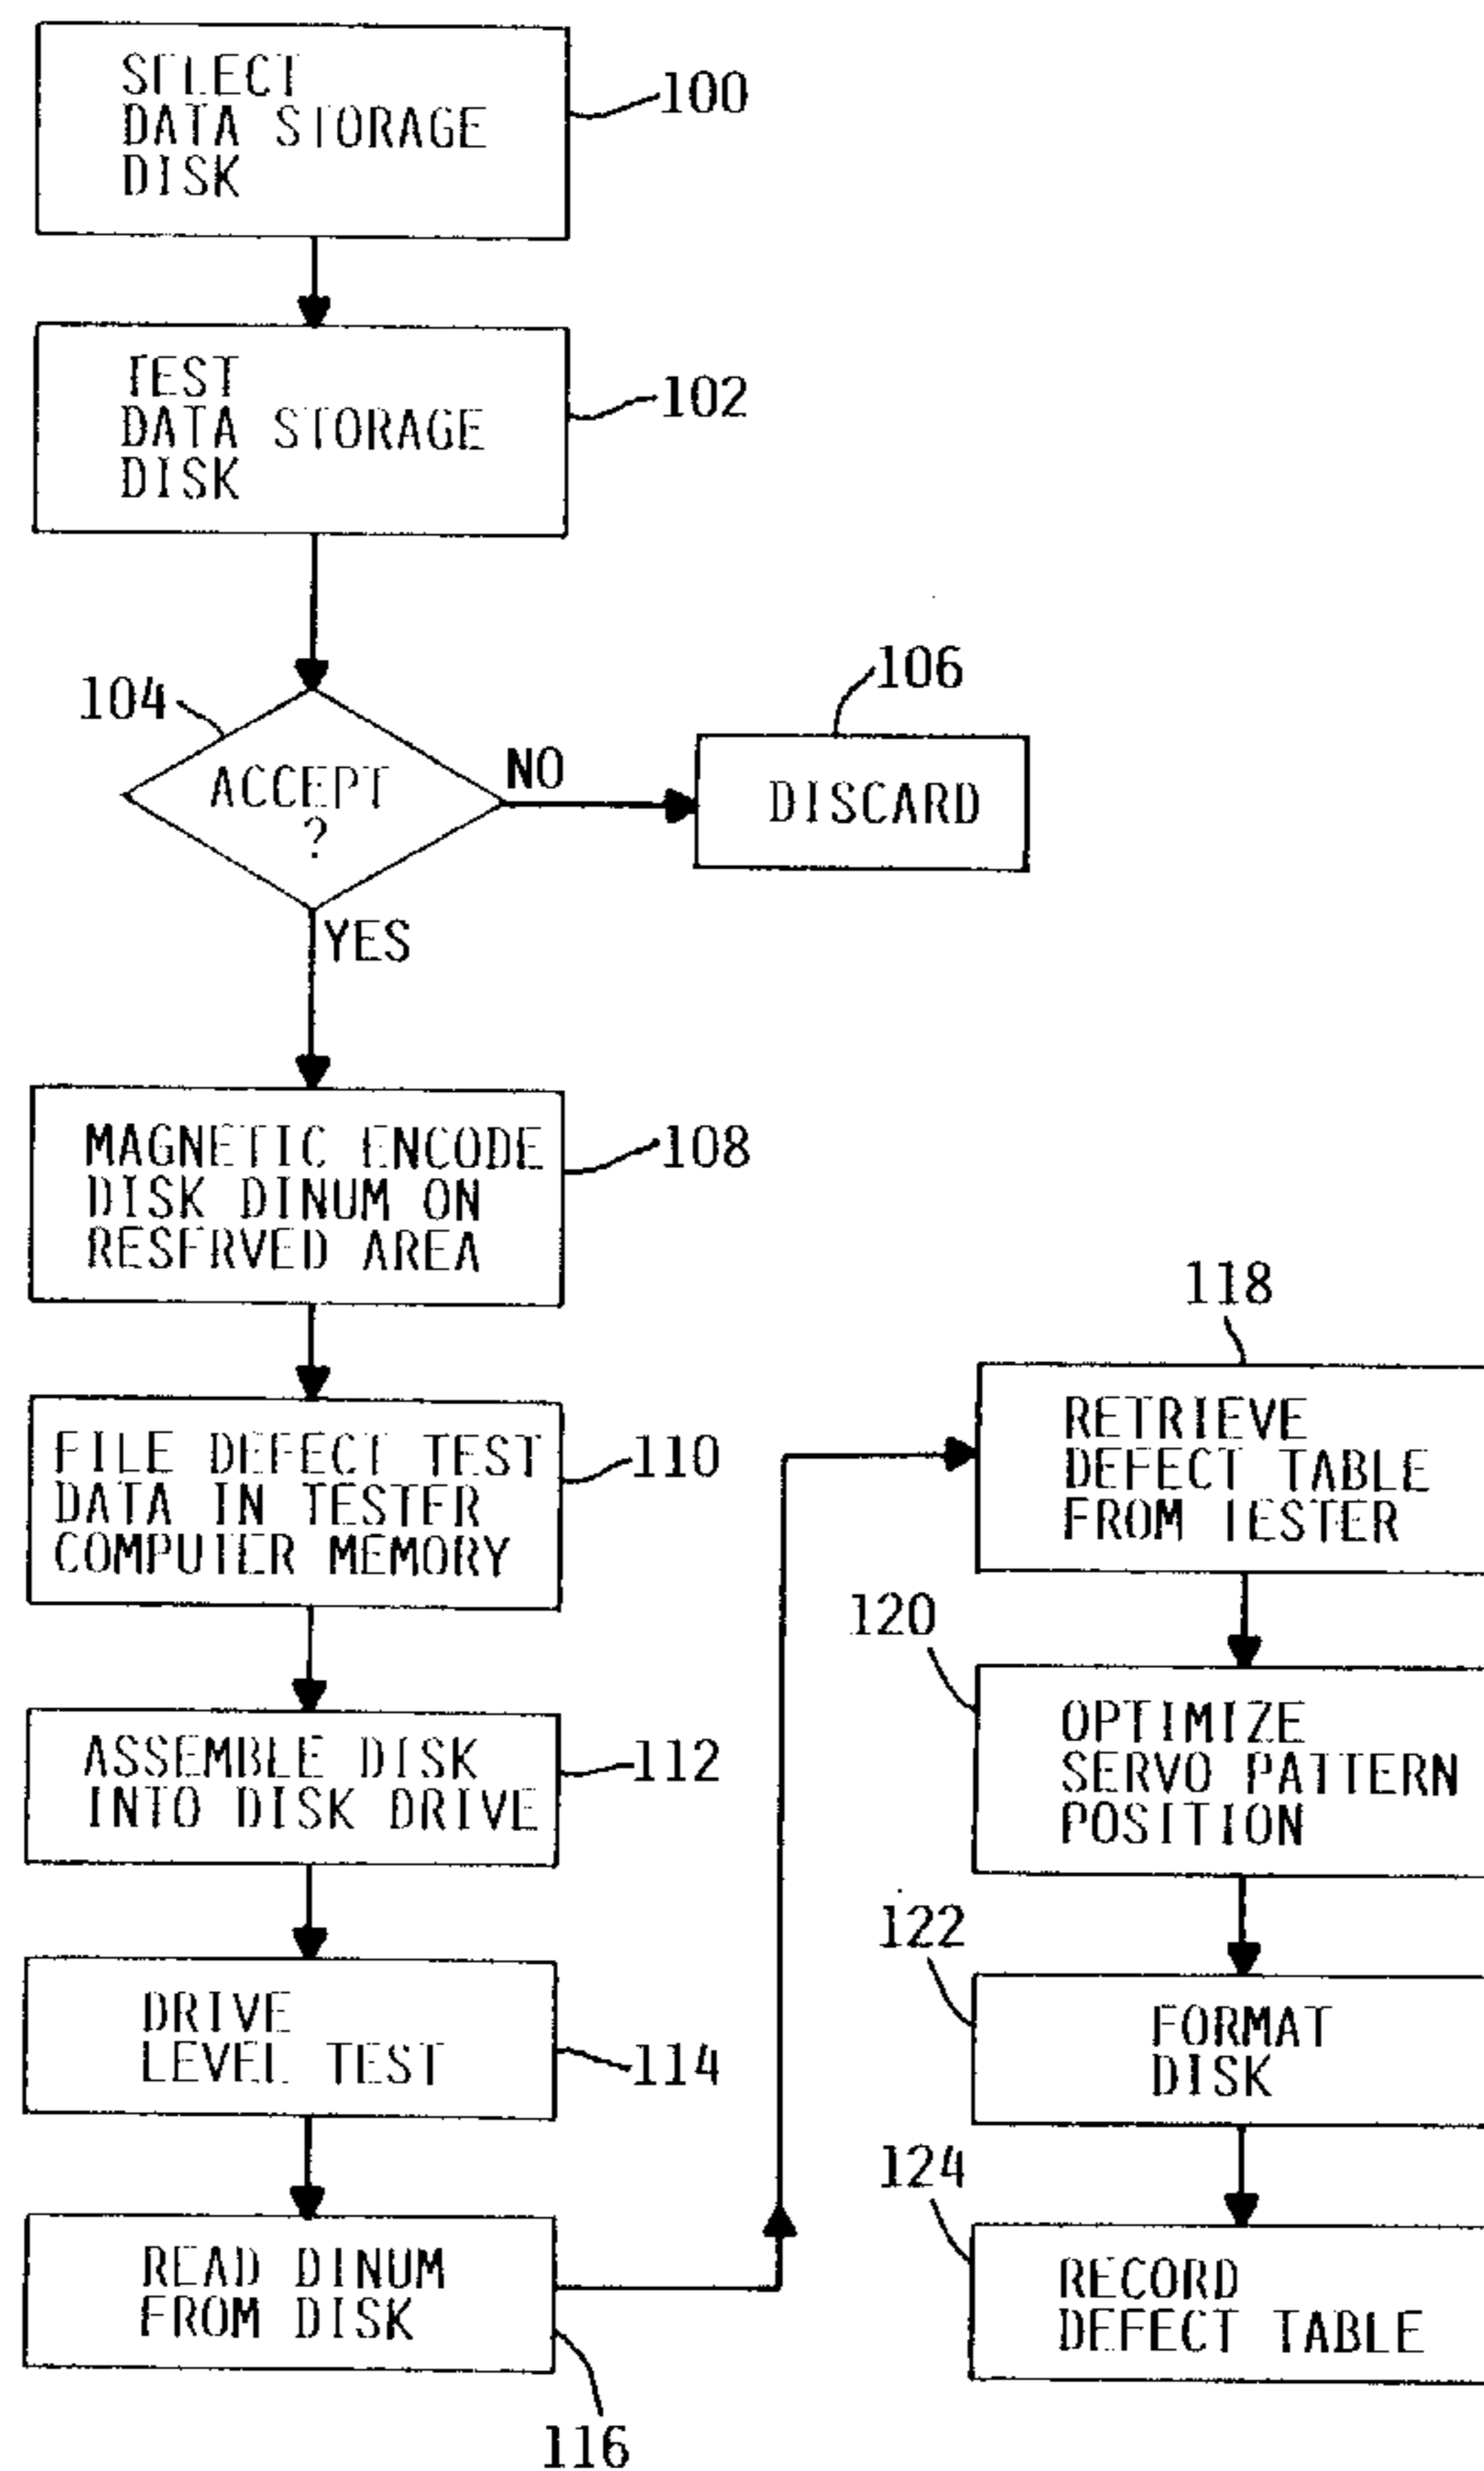 SELECT
DATA STORAGE
DISK
100
TEST
DATA STORAGE
DISK
102
104
ACCEPT
?
NO
106
DISCARD
YES
MAGNETIC ENCODE
DISK DINUM ON
RESERVED AREA
108
FILE DEFECT TEST
DATA IN TESTER
COMPUTER MEMORY
110
ASSEMBLE DISK
INTO DISK DRIVE
112
DRIVE
LEVEL TEST
114
READ DINUM
FROM DISK
116
118
RETRIEVE
DEFECT TABLE
FROM TESTER
120
OPTIMIZE
SERVO PATTERN
POSITION
122
FORMAT
DISK
124
RECORD
DEFECT TABLE